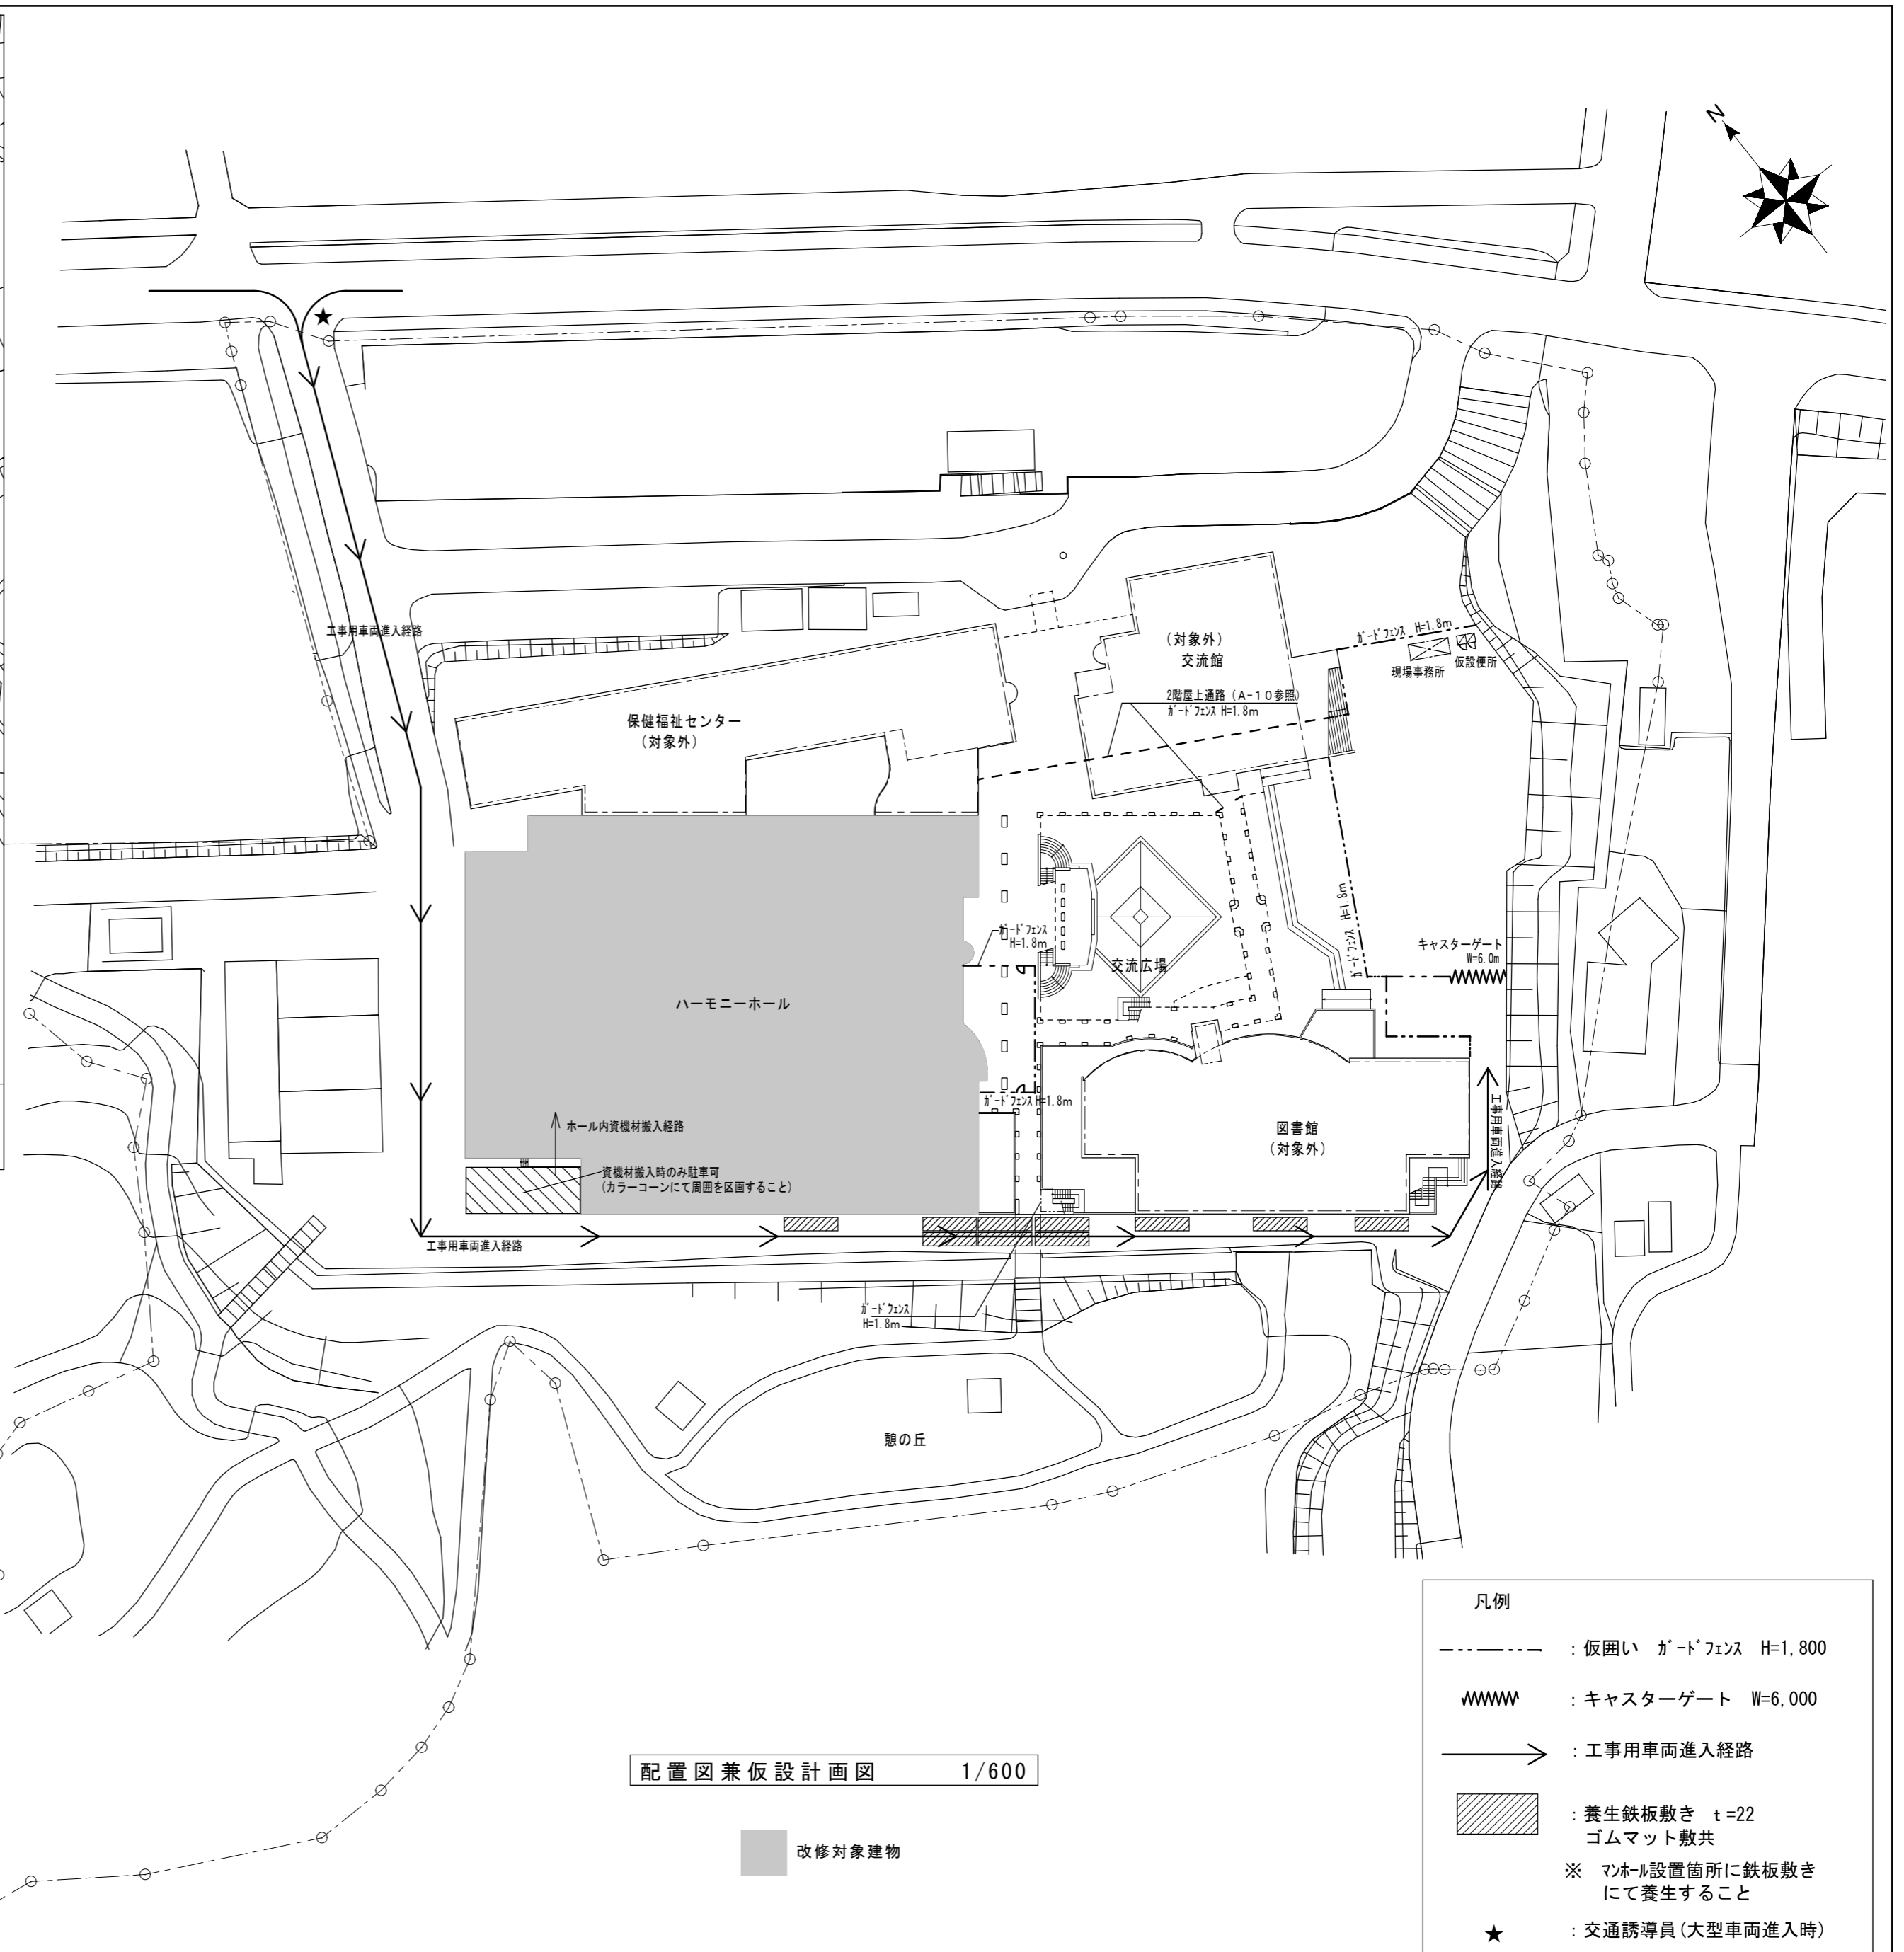 N
工事用車両進入経路
(対象外)
交流館
ｶﾞｰﾄﾞﾌｪﾝｽ H=1.8m
現場事務所
仮設便所
2階屋上通路（A-10参照）
ｶﾞｰﾄﾞﾌｪﾝｽ H=1.8m
保健福祉センター
(対象外)
ｶﾞｰﾄﾞﾌｪﾝｽ H=1.8m
ｶﾞｰﾄﾞﾌｪﾝｽ
H=1.8m
キャスターゲート
W=6.0m
交流広場
ハーモニーホール
ｶﾞｰﾄﾞﾌｪﾝｽ H=1.8m
工事用車両進入経路
ホール内資機材搬入経路
図書館
(対象外)
資機材搬入時のみ駐車可
(カラーコーンにて周囲を区画すること)
工事用車両進入経路
ｶﾞｰﾄﾞﾌｪﾝｽ
H=1.8m
憩の丘
凡例
：仮囲い　ｶﾞｰﾄﾞﾌｪﾝｽ　H=1,800
：キャスターゲート　W=6,000
：工事用車両進入経路
：養生鉄板敷き　t=22
ゴムマット敷共
※　ﾏﾝﾎｰﾙ設置箇所に鉄板敷き
にて養生すること
★　：交通誘導員(大型車両進入時)
配置図兼仮設計画図　1/600
改修対象建物